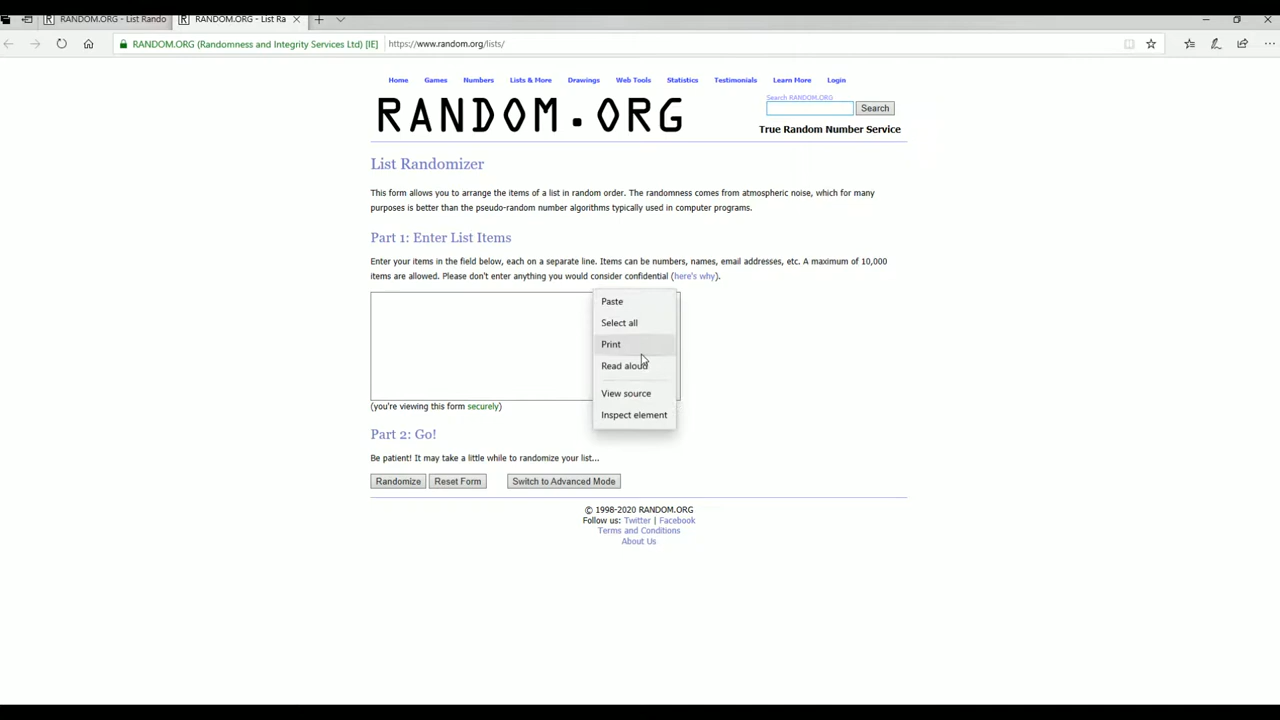 RANDOM.ORG - List Rando
RANDOM.ORG - List Ra
RANDOM.ORG (Randomness and Integrity Services Ltd) [IE]
https://www.random.org/lists/
Home Games Numbers Lists & More Drawings Web Tools Statistics Testimonials Learn More Login
RANDOM.ORG
Search RANDOM.ORG
Search
True Random Number Service
List Randomizer
This form allows you to arrange the items of a list in random order. The randomness comes from atmospheric noise, which for many
purposes is better than the pseudo-random number algorithms typically used in computer programs.
Part 1: Enter List Items
Enter your items in the field below, each on a separate line. Items can be numbers, names, email addresses, etc. A maximum of 10,000
items are allowed. Please don't enter anything you would consider confidential (here's why).
Paste
Select all
Print
Read aloud
View source
Inspect element
(you're viewing this form securely)
Part 2: Go!
Be patient! It may take a little while to randomize your list...
Randomize Reset Form Switch to Advanced Mode
© 1998-2020 RANDOM.ORG
Follow us: Twitter | Facebook
Terms and Conditions
About Us